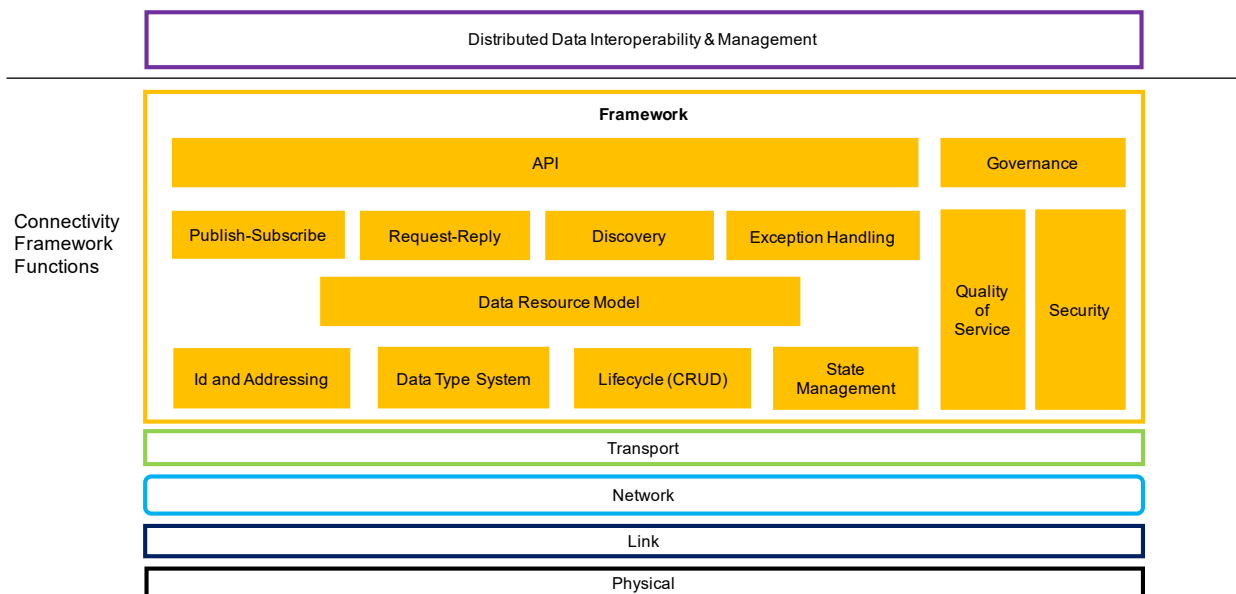 Distributed Data Interoperability & Management
Framework
API
Governance
Connectivity
Framework
Functions
Publish-Subscribe
Request-Reply
Discovery
Exception Handling
Data Resource Model
Quality
of
Service
Security
Id and Addressing
Data Type System
Lifecycle (CRUD)
State
Management
Transport
Network
Link
Physical